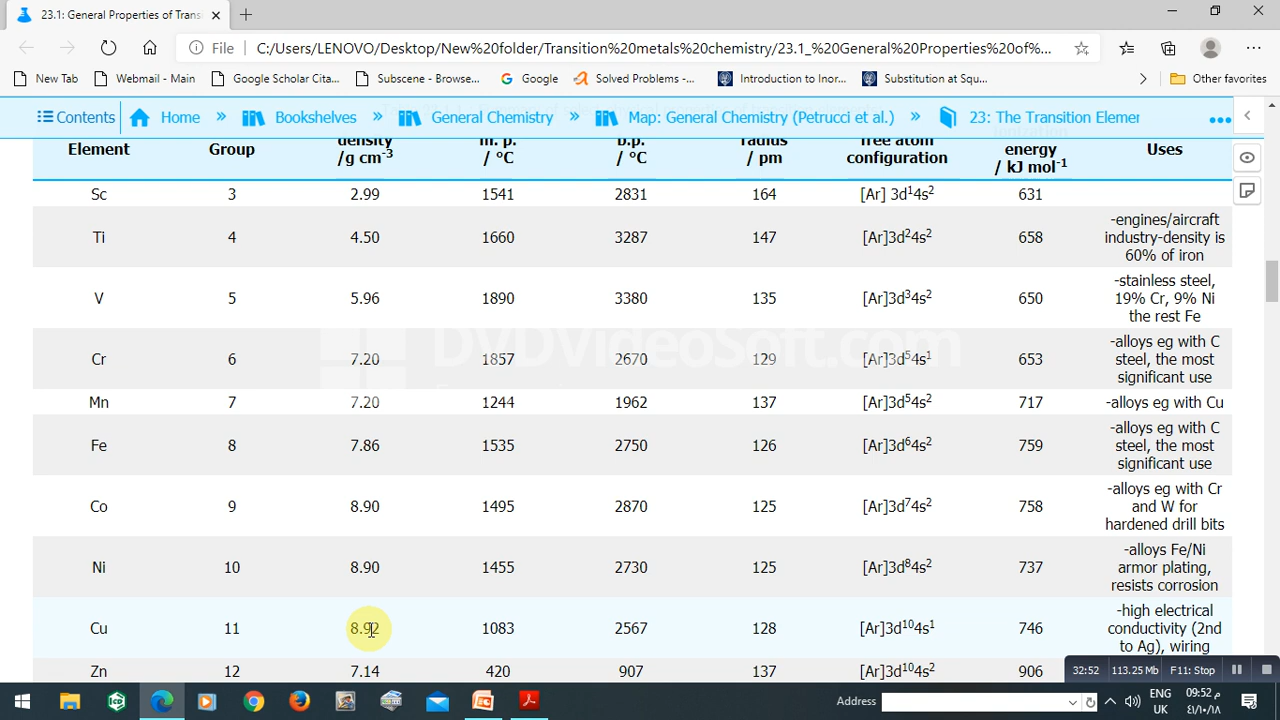 23.1: General Properties of Trans
File C:/Users/LENOVO/Desktop/New%20folder/Transition%20metals%20chemistry/23.1_%20General%20Properties%20of%...
New Tab Webmail - Main Google Scholar Cita... Subscene - Browse... Google Solved Problems -... Introduction to Inor... Substitution at Squ... Other favorites
Contents Home » Bookshelves » General Chemistry » Map: General Chemistry (Petrucci et al.) » 23: The Transition Elemer
Element Group density /g cm-3 m. p. / °C b.p. / °C radius / pm free atom configuration energy / kJ mol-1 Uses
Sc 3 2.99 1541 2831 164 [Ar] 3d14s2 631
Ti 4 4.50 1660 3287 147 [Ar]3d24s2 658 -engines/aircraft industry-density is 60% of iron
V 5 5.96 1890 3380 135 [Ar]3d34s2 650 -stainless steel, 19% Cr, 9% Ni the rest Fe
Cr 6 7.20 1857 2670 129 [Ar]3d54s1 653 -alloys eg with C steel, the most significant use
Mn 7 7.20 1244 1962 137 [Ar]3d54s2 717 -alloys eg with Cu
Fe 8 7.86 1535 2750 126 [Ar]3d64s2 759 -alloys eg with C steel, the most significant use
Co 9 8.90 1495 2870 125 [Ar]3d74s2 758 -alloys eg with Cr and W for hardened drill bits
Ni 10 8.90 1455 2730 125 [Ar]3d84s2 737 -alloys Fe/Ni armor plating, resists corrosion
Cu 11 8.92 1083 2567 128 [Ar]3d104s1 746 -high electrical conductivity (2nd to Ag), wiring
Zn 12 7.14 420 907 137 [Ar]3d104s2 906
DVDVideoSoft.com
32:52 113.25 Mb F11: Stop
Address
ENG
UK
09:52 م
٤١/١٠/١٨